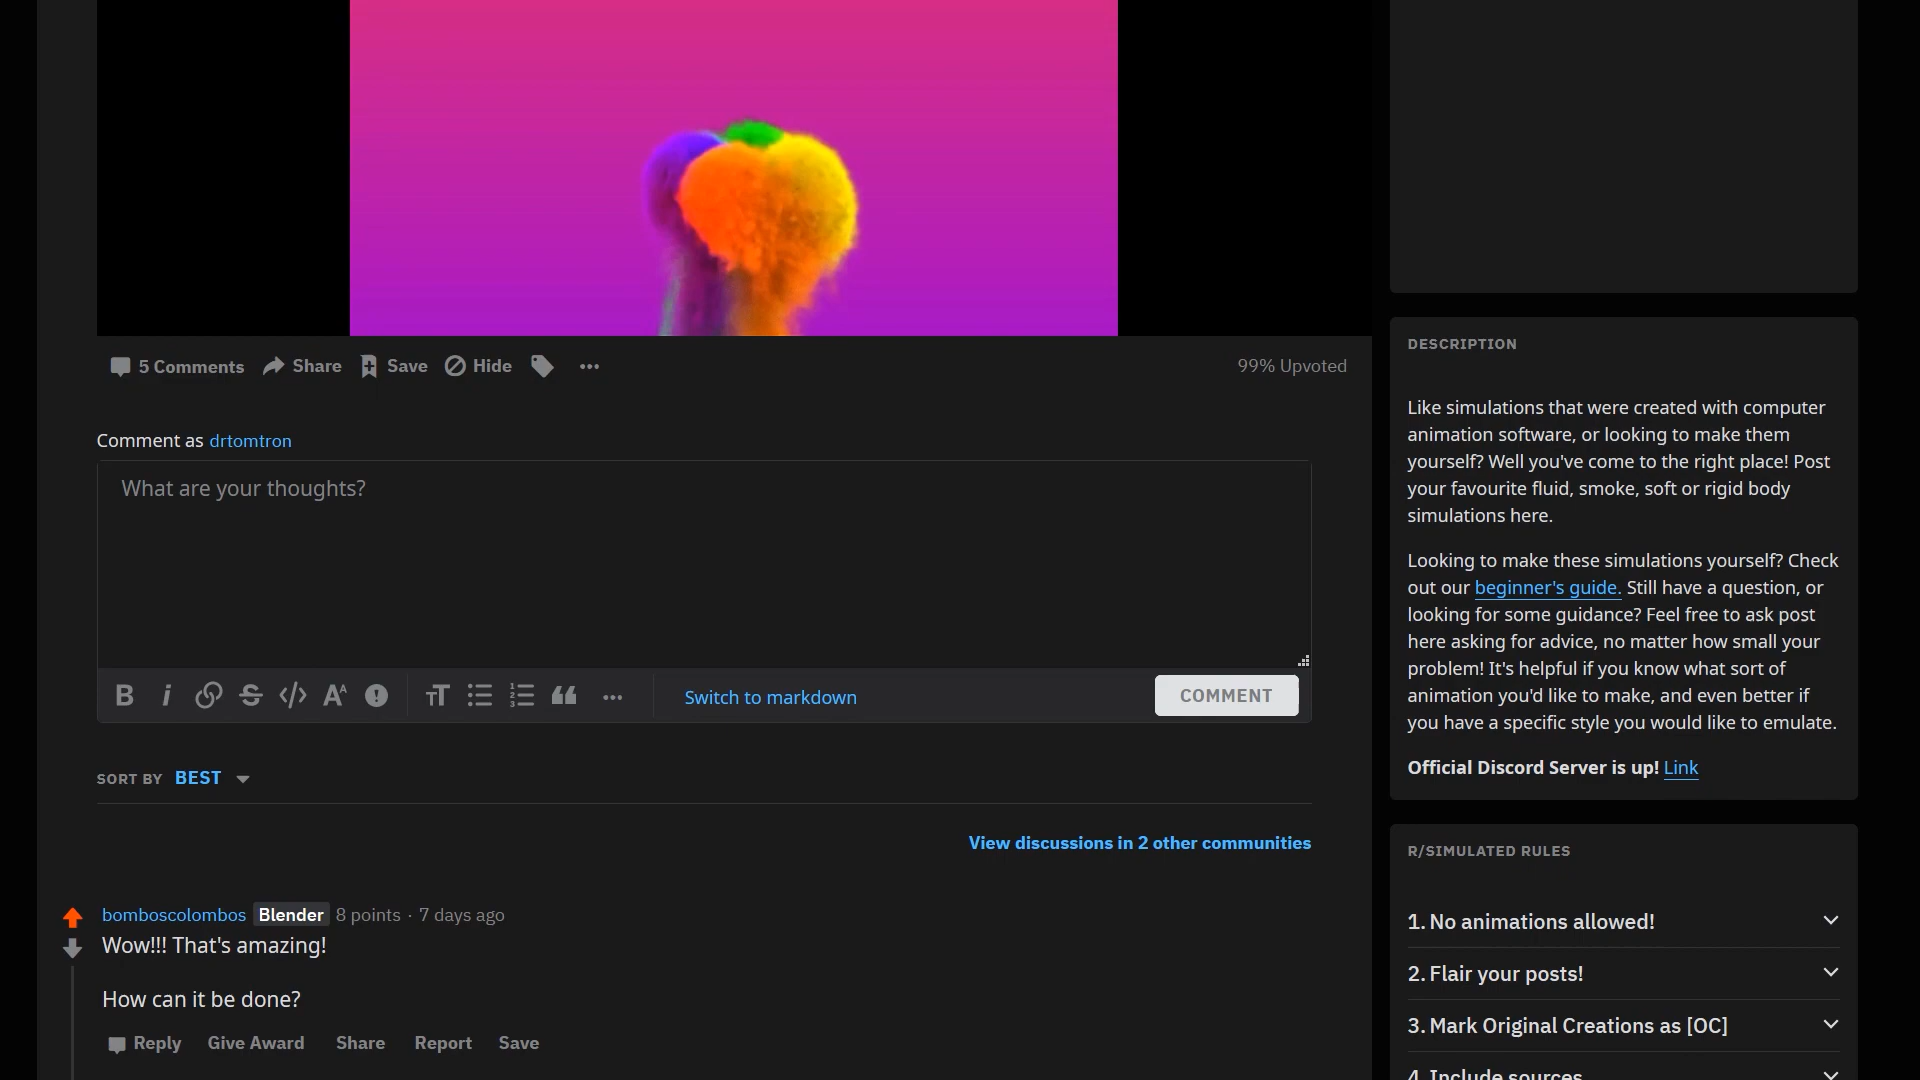 5 Comments Share Save Hide ••• 99% Upvoted
Comment as drtomtron
What are your thoughts?
B i S </> A A ! TT 1 2 3 ••• Switch to markdown COMMENT
SORT BY BEST
View discussions in 2 other communities
bomboscolombos Blender 8 points · 7 days ago
Wow!!! That's amazing!
How can it be done?
Reply Give Award Share Report Save
DESCRIPTION
Like simulations that were created with computer
animation software, or looking to make them
yourself? Well you've come to the right place! Post
your favourite fluid, smoke, soft or rigid body
simulations here.
Looking to make these simulations yourself? Check
out our beginner's guide. Still have a question, or
looking for some guidance? Feel free to ask post
here asking for advice, no matter how small your
problem! It's helpful if you know what sort of
animation you'd like to make, and even better if
you have a specific style you would like to emulate.
Official Discord Server is up! Link
R/SIMULATED RULES
1. No animations allowed!
2. Flair your posts!
3. Mark Original Creations as [OC]
4. Include sources